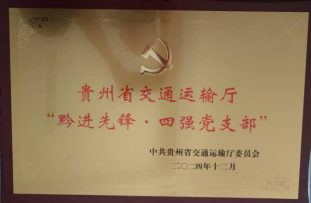 贵州省交通运输厅
“黔进先锋·四强党支部”
中共贵州省交通运输厅委员会
二〇二四年十二月